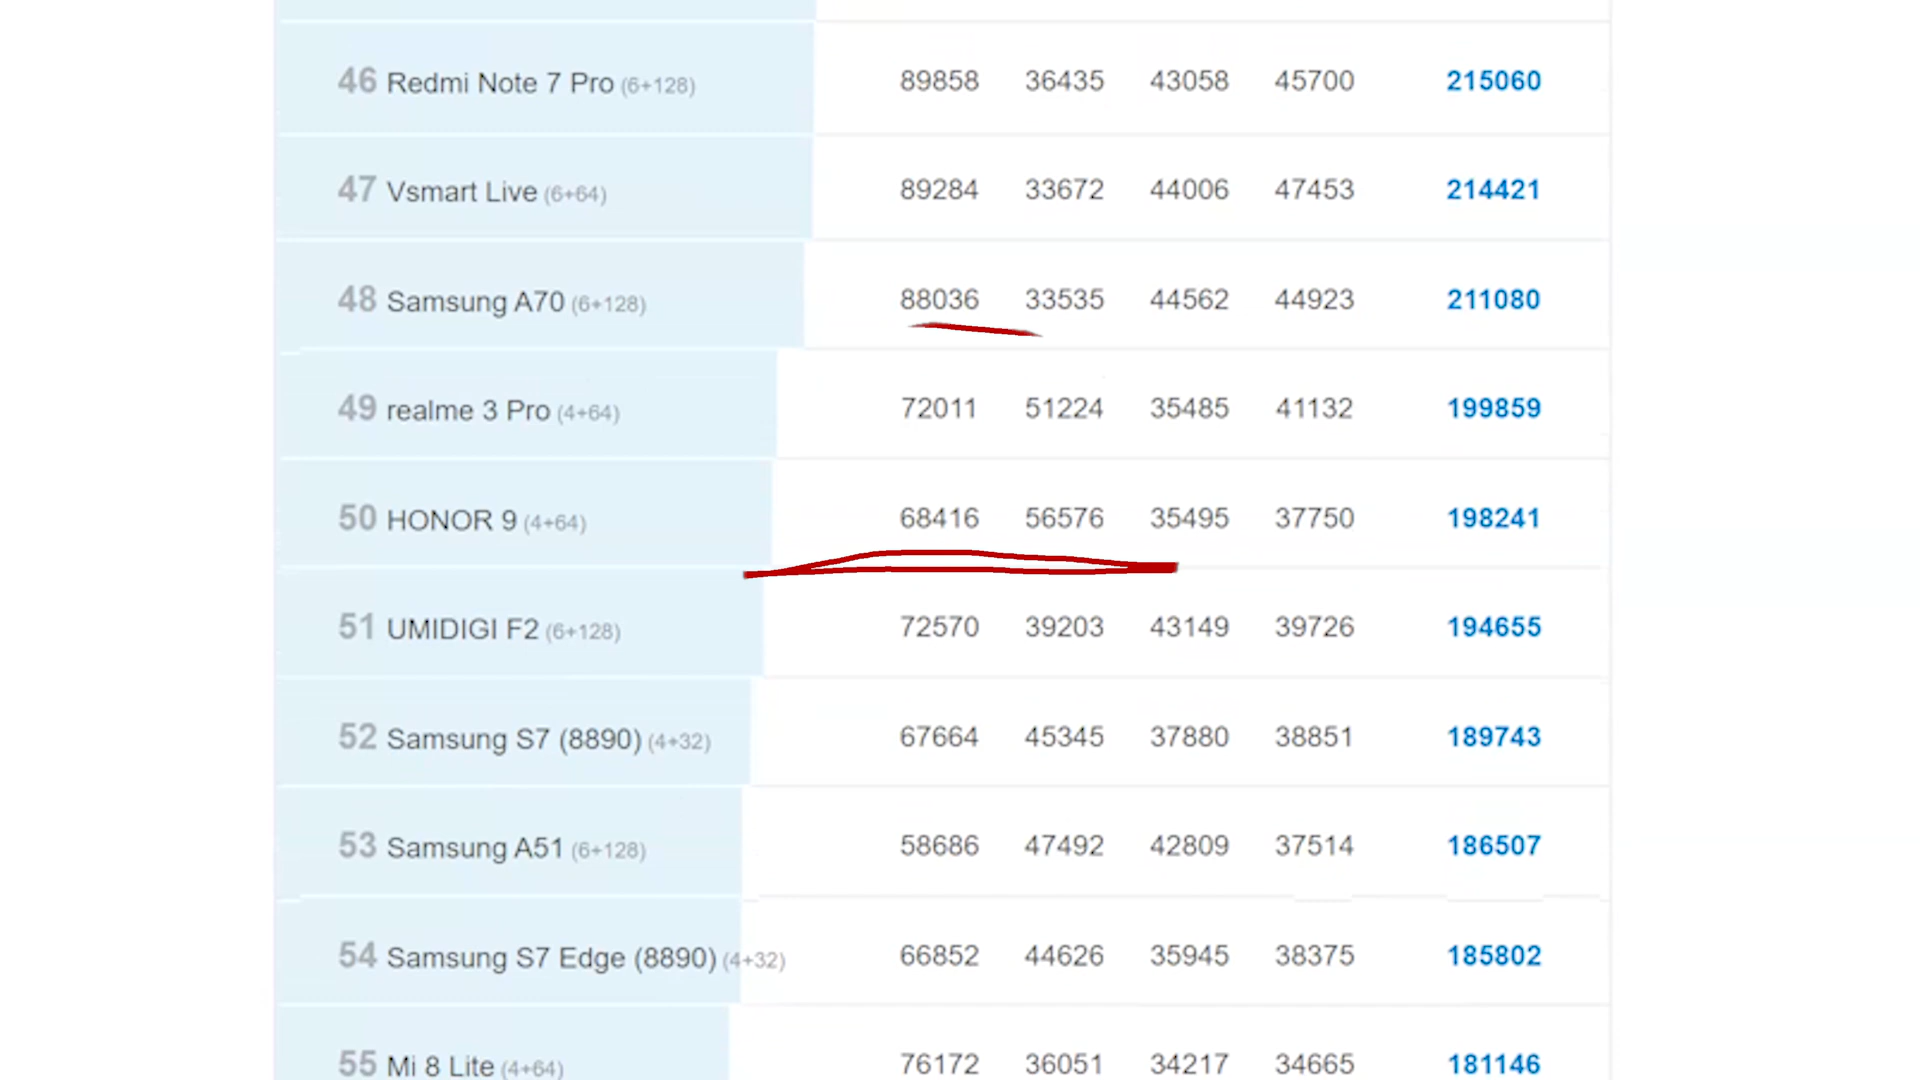 46 Redmi Note 7 Pro (6+128) 89858 36435 43058 45700 215060
47 Vsmart Live (6+64) 89284 33672 44006 47453 214421
48 Samsung A70 (6+128) 88036 33535 44562 44923 211080
49 realme 3 Pro (4+64) 72011 51224 35485 41132 199859
50 HONOR 9 (4+64) 68416 56576 35495 37750 198241
51 UMIDIGI F2 (6+128) 72570 39203 43149 39726 194655
52 Samsung S7 (8890) (4+32) 67664 45345 37880 38851 189743
53 Samsung A51 (6+128) 58686 47492 42809 37514 186507
54 Samsung S7 Edge (8890) (4+32) 66852 44626 35945 38375 185802
55 Mi 8 Lite (4+64) 76172 36051 34217 34665 181146